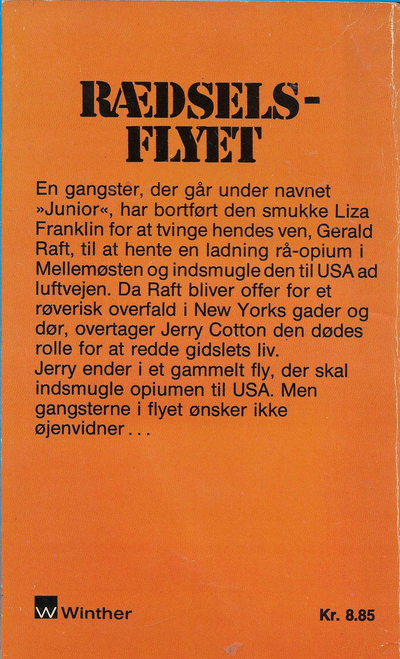 RÆDSELS-
FLYET
En gangster, der går under navnet
»Junior«, har bortført den smukke Liza
Franklin for at tvinge hendes ven, Gerald
Raft, til at hente en ladning rå-opium i
Mellemøsten og indsmugle den til USA ad
luftvejen. Da Raft bliver offer for et
røverisk overfald i New Yorks gader og
dør, overtager Jerry Cotton den dødes
rolle for at redde gidslets liv.
Jerry ender i et gammelt fly, der skal
indsmugle opiumen til USA. Men
gangsterne i flyet ønsker ikke
øjenvidner...
W Winther
Kr. 8.85